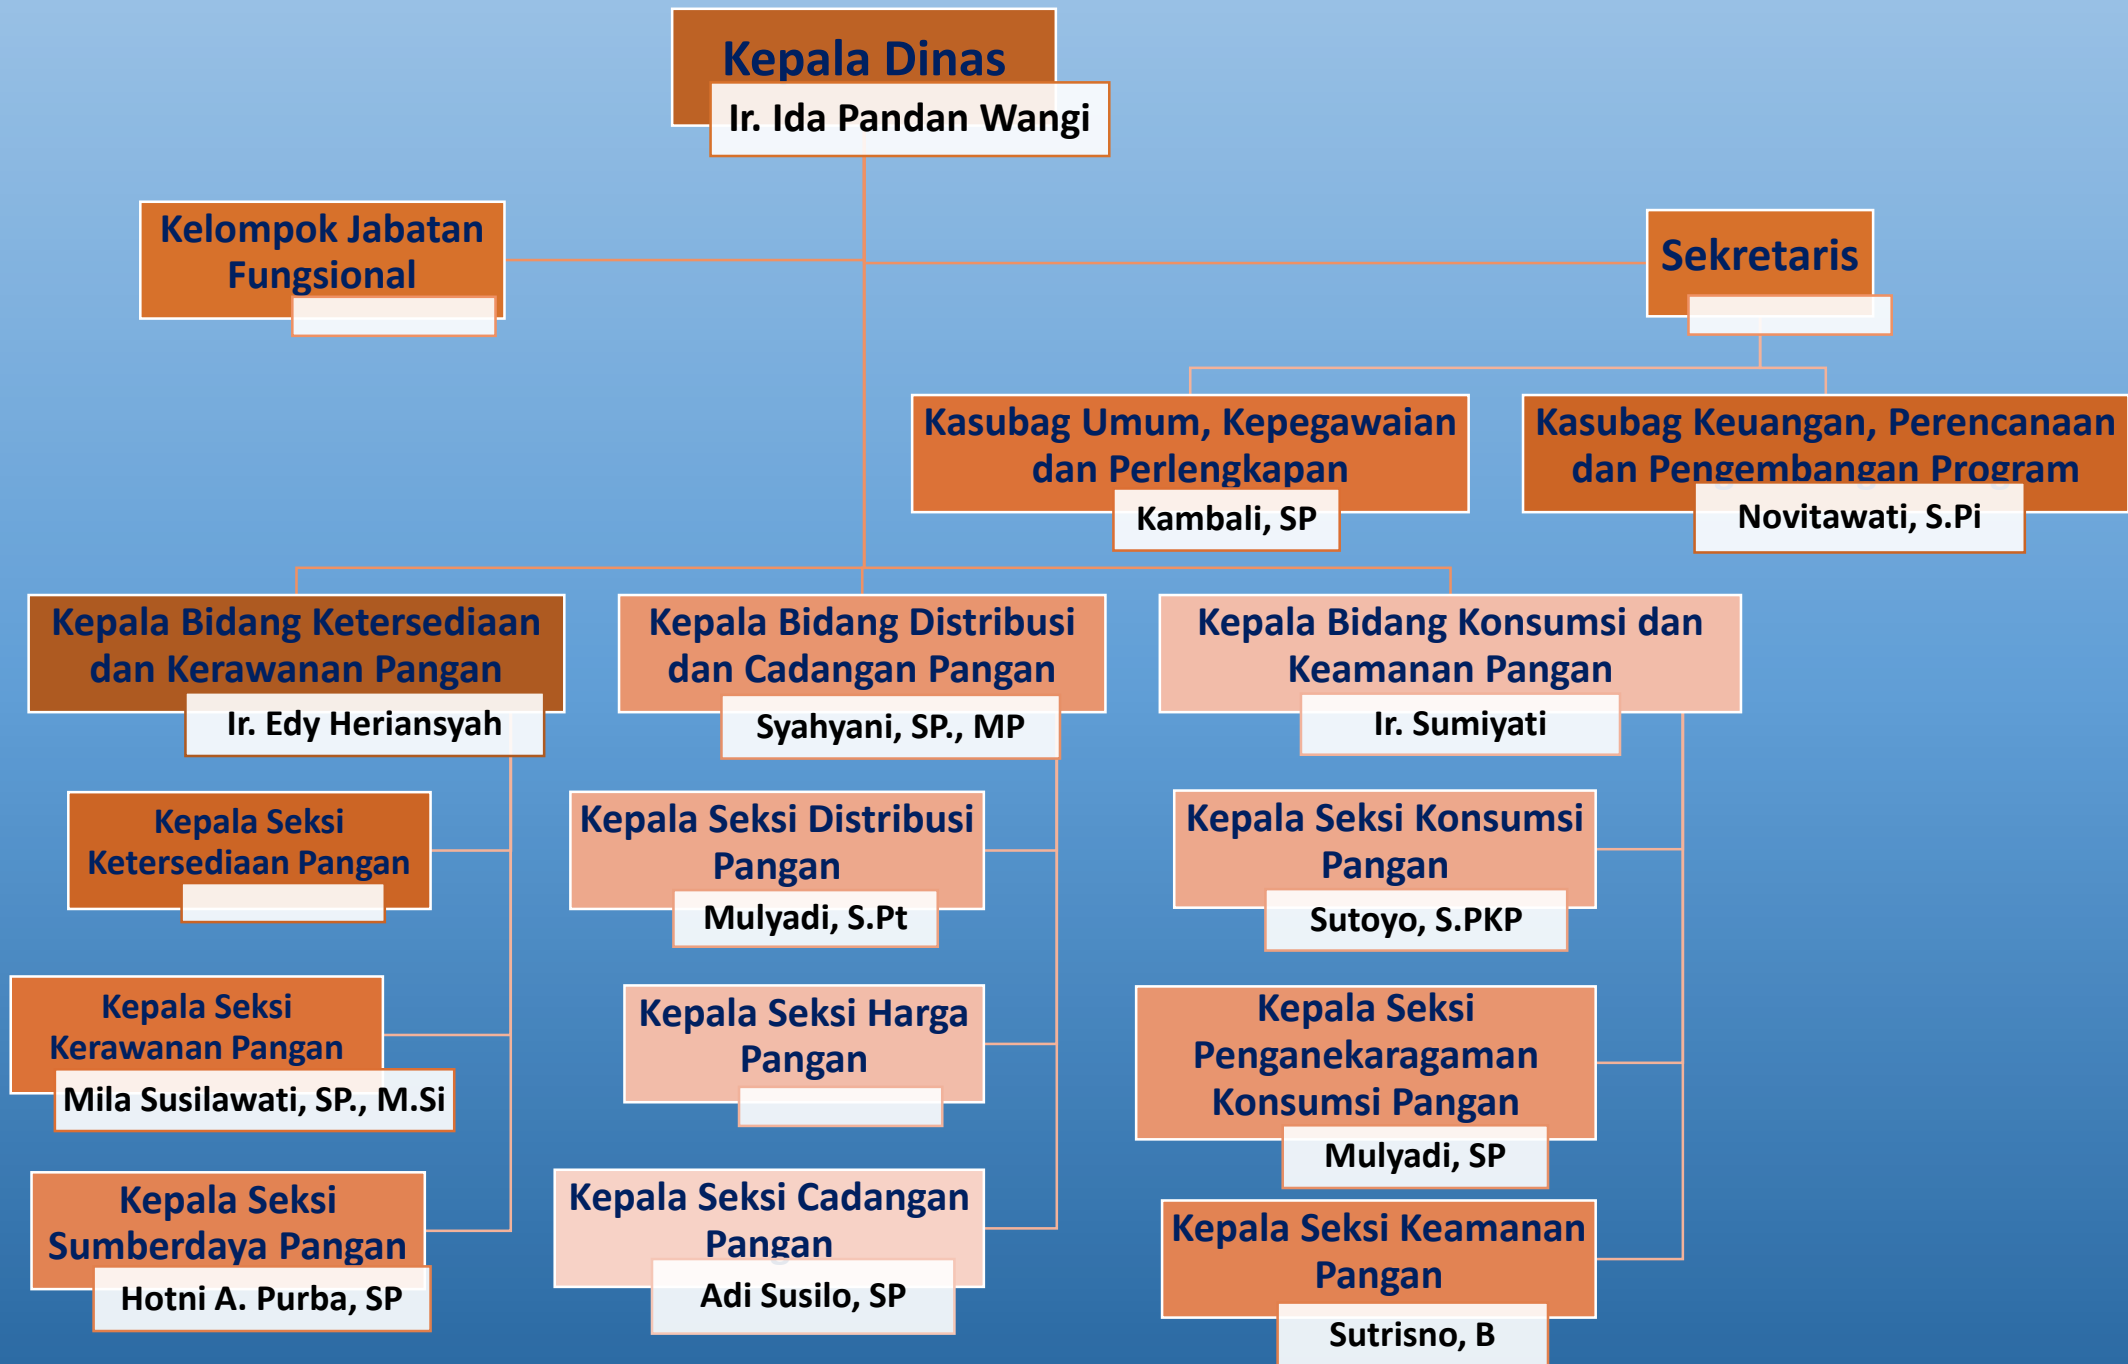 Kepala Dinas
Ir. Ida Pandan Wangi
Kelompok Jabatan
Fungsional
Sekretaris
Kasubag Umum, Kepegawaian
dan Perlengkapan
Kambali, SP
Kasubag Keuangan, Perencanaan
dan Pengembangan Program
Novitawati, S.Pi
Kepala Bidang Ketersediaan
dan Kerawanan Pangan
Ir. Edy Heriansyah
Kepala Bidang Distribusi
dan Cadangan Pangan
Syahyani, SP., MP
Kepala Bidang Konsumsi dan
Keamanan Pangan
Ir. Sumiyati
Kepala Seksi
Ketersediaan Pangan
Kepala Seksi Distribusi
Pangan
Mulyadi, S.Pt
Kepala Seksi Konsumsi
Pangan
Sutoyo, S.PKP
Kepala Seksi
Kerawanan Pangan
Mila Susilawati, SP., M.Si
Kepala Seksi Harga
Pangan
Kepala Seksi
Penganekaragaman
Konsumsi Pangan
Mulyadi, SP
Kepala Seksi
Sumberdaya Pangan
Hotni A. Purba, SP
Kepala Seksi Cadangan
Pangan
Adi Susilo, SP
Kepala Seksi Keamanan
Pangan
Sutrisno, B